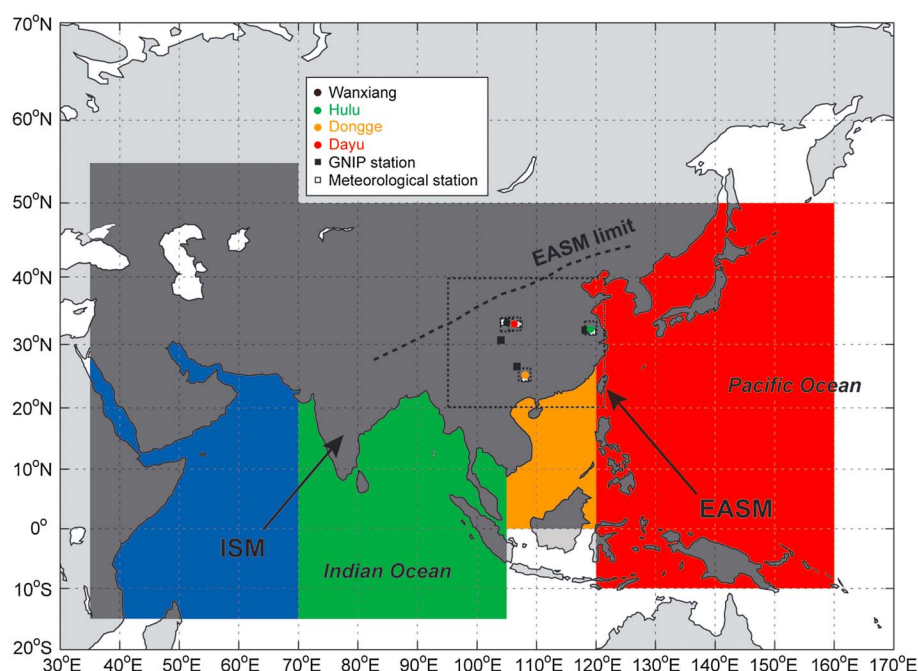 70°N
60°N
50°N
40°N
30°N
20°N
10°N
0°
10°S
20°S
Wanxiang
Hulu
Dongge
Dayu
GNIP station
Meteorological station
EASM limit
Pacific Ocean
ISM
EASM
Indian Ocean
30°E 40°E 50°E 60°E 70°E 80°E 90°E 100°E 110°E 120°E 130°E 140°E 150°E 160°E 170°E